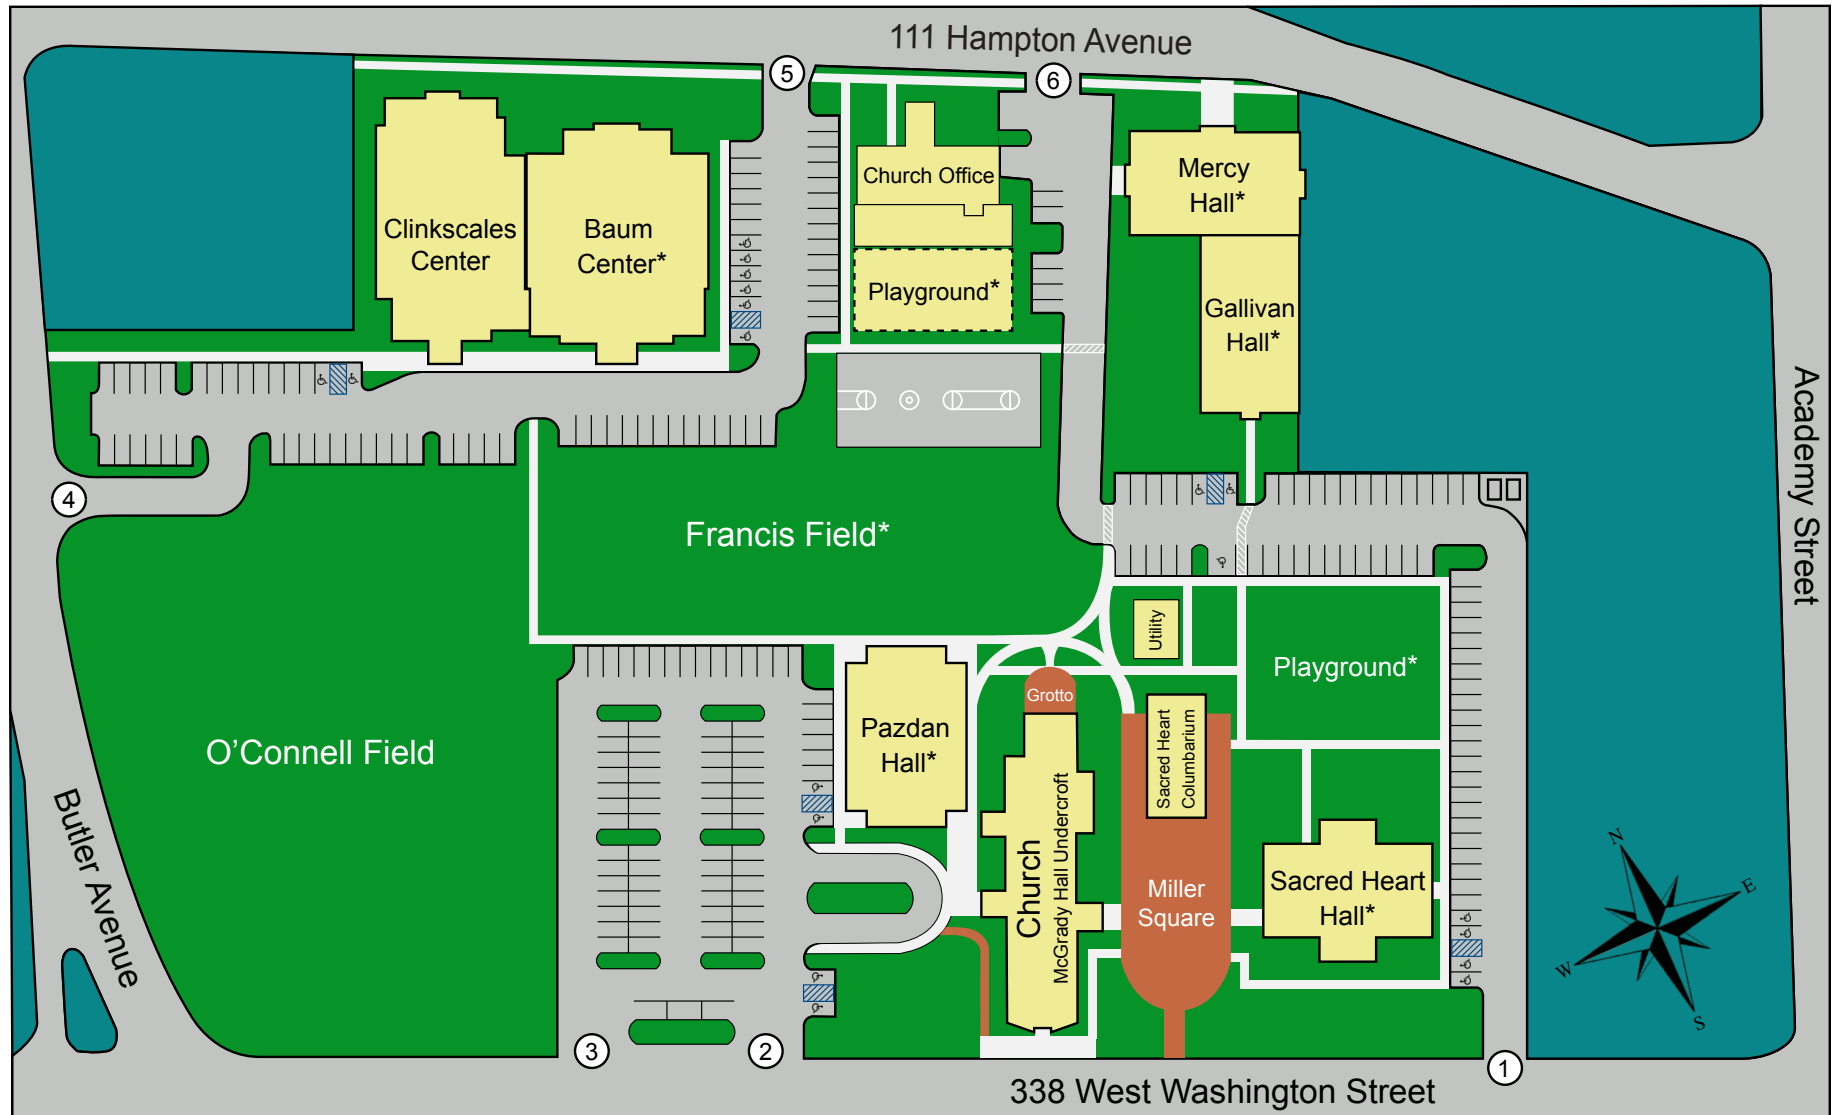 111 Hampton Avenue
5
6
Church Office
Mercy
Hall*
Clinkscales
Center
Baum
Center*
Playground*
Gallivan
Hall*
Academy Street
4
Francis Field*
Utility
Playground*
Grotto
Pazdan
Hall*
O’Connell Field
Sacred Heart
Columbarium
Church
McGrady Hall Undercroft
Miller
Square
Sacred Heart
Hall*
Butler Avenue
N
E
W
S
3
2
1
338 West Washington Street